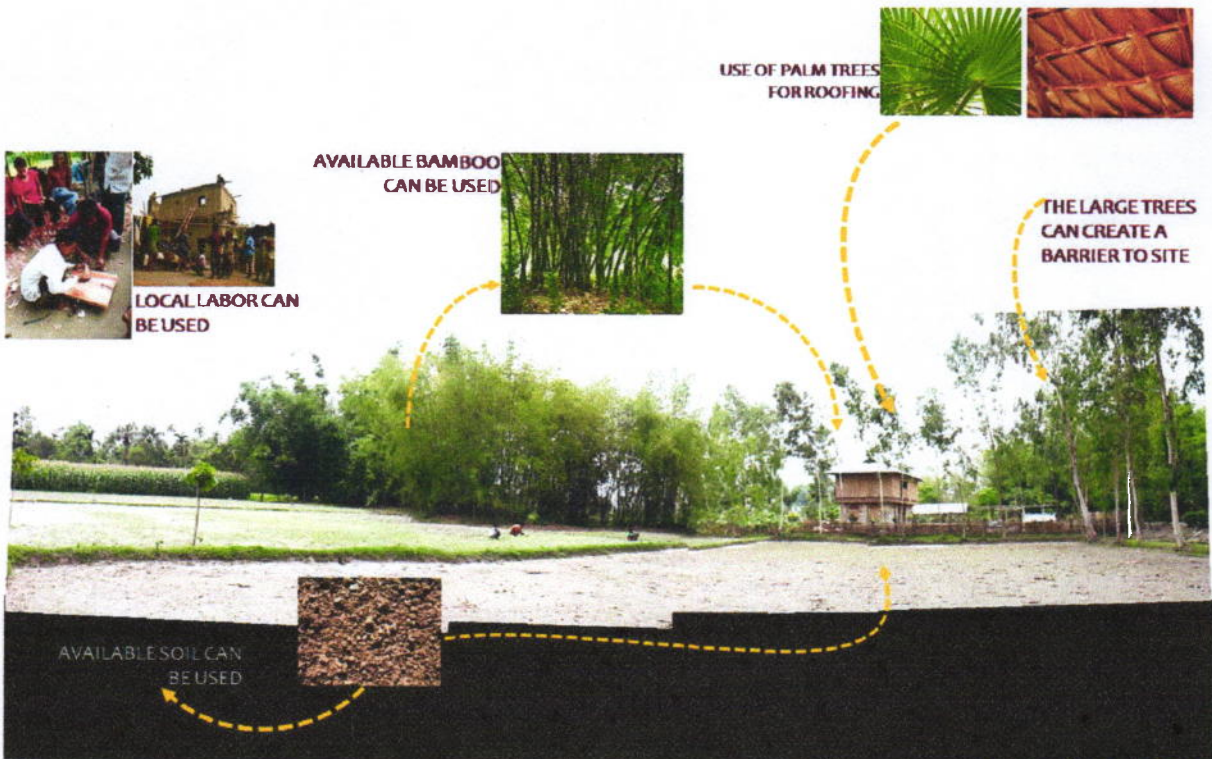 USE OF PALM TREES
FOR ROOFING
AVAILABLE BAMBOO
CAN BE USED
THE LARGE TREES
CAN CREATE A
BARRIER TO SITE
LOCAL LABOR CAN
BE USED
AVAILABLE SOIL CAN
BE USED